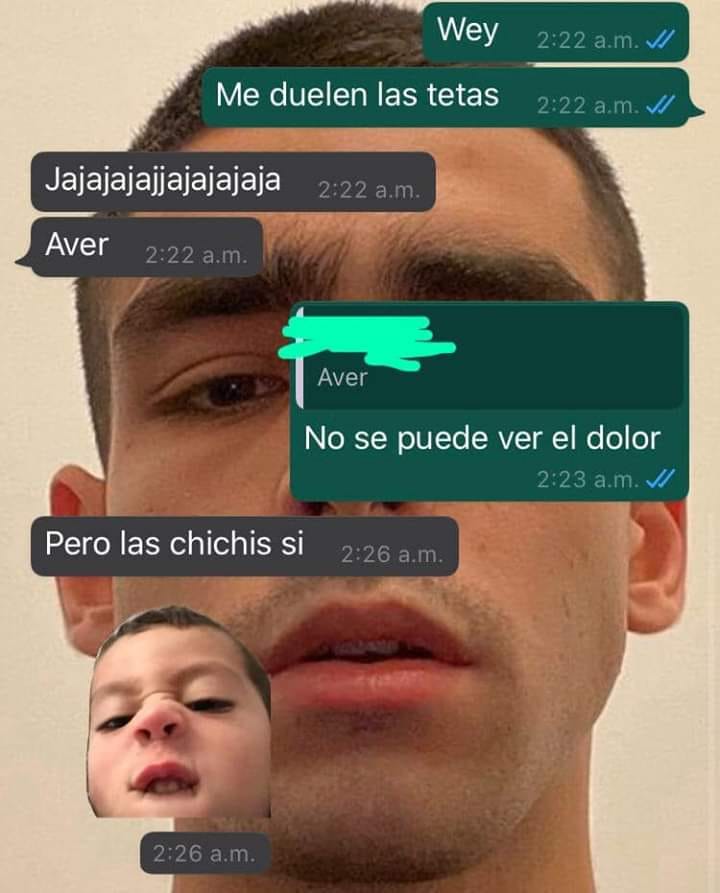 Wey 2:22 a.m.
Me duelen las tetas 2:22 a.m.
Jajajajajjajajajaja 2:22 a.m.
Aver 2:22 a.m.
Aver
No se puede ver el dolor
2:23 a.m.
Pero las chichis si 2:26 a.m.
2:26 a.m.